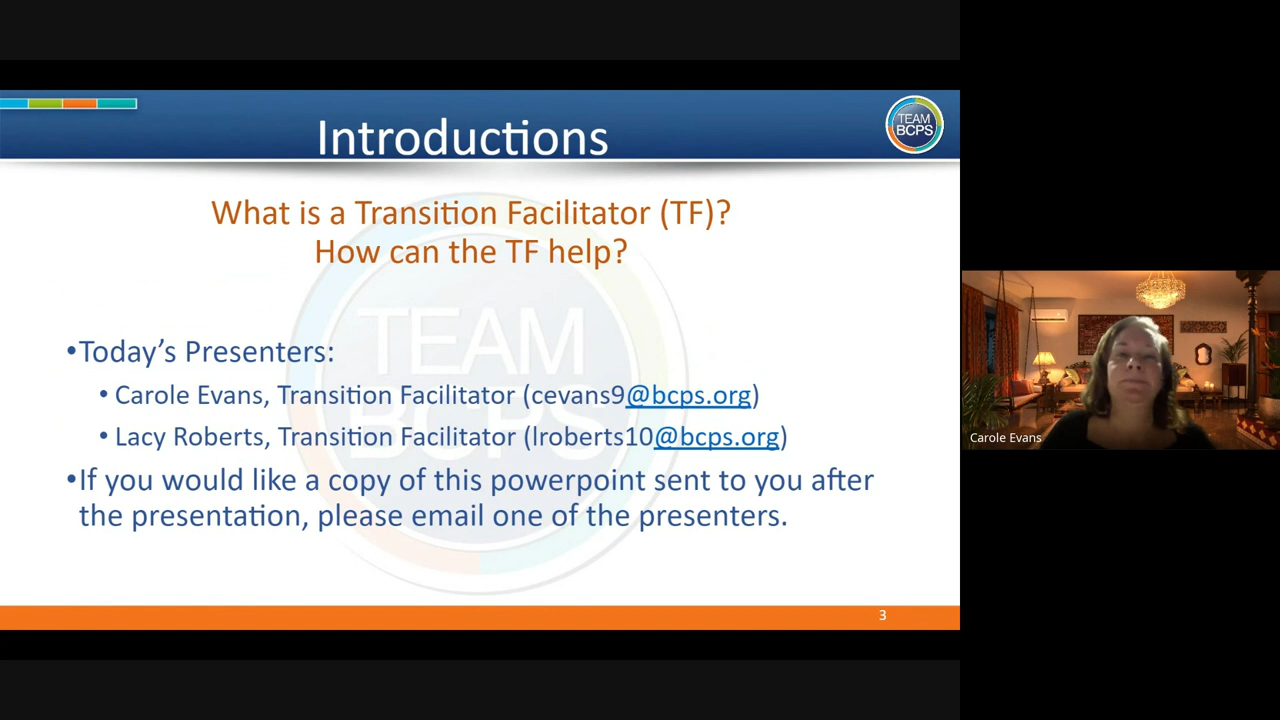 Introductions
TEAM
BCPS
What is a Transition Facilitator (TF)?
How can the TF help?
TEAM
BCPS
•Today’s Presenters:
• Carole Evans, Transition Facilitator (cevans9@bcps.org)
• Lacy Roberts, Transition Facilitator (lroberts10@bcps.org)
•If you would like a copy of this powerpoint sent to you after
the presentation, please email one of the presenters.
3
Carole Evans